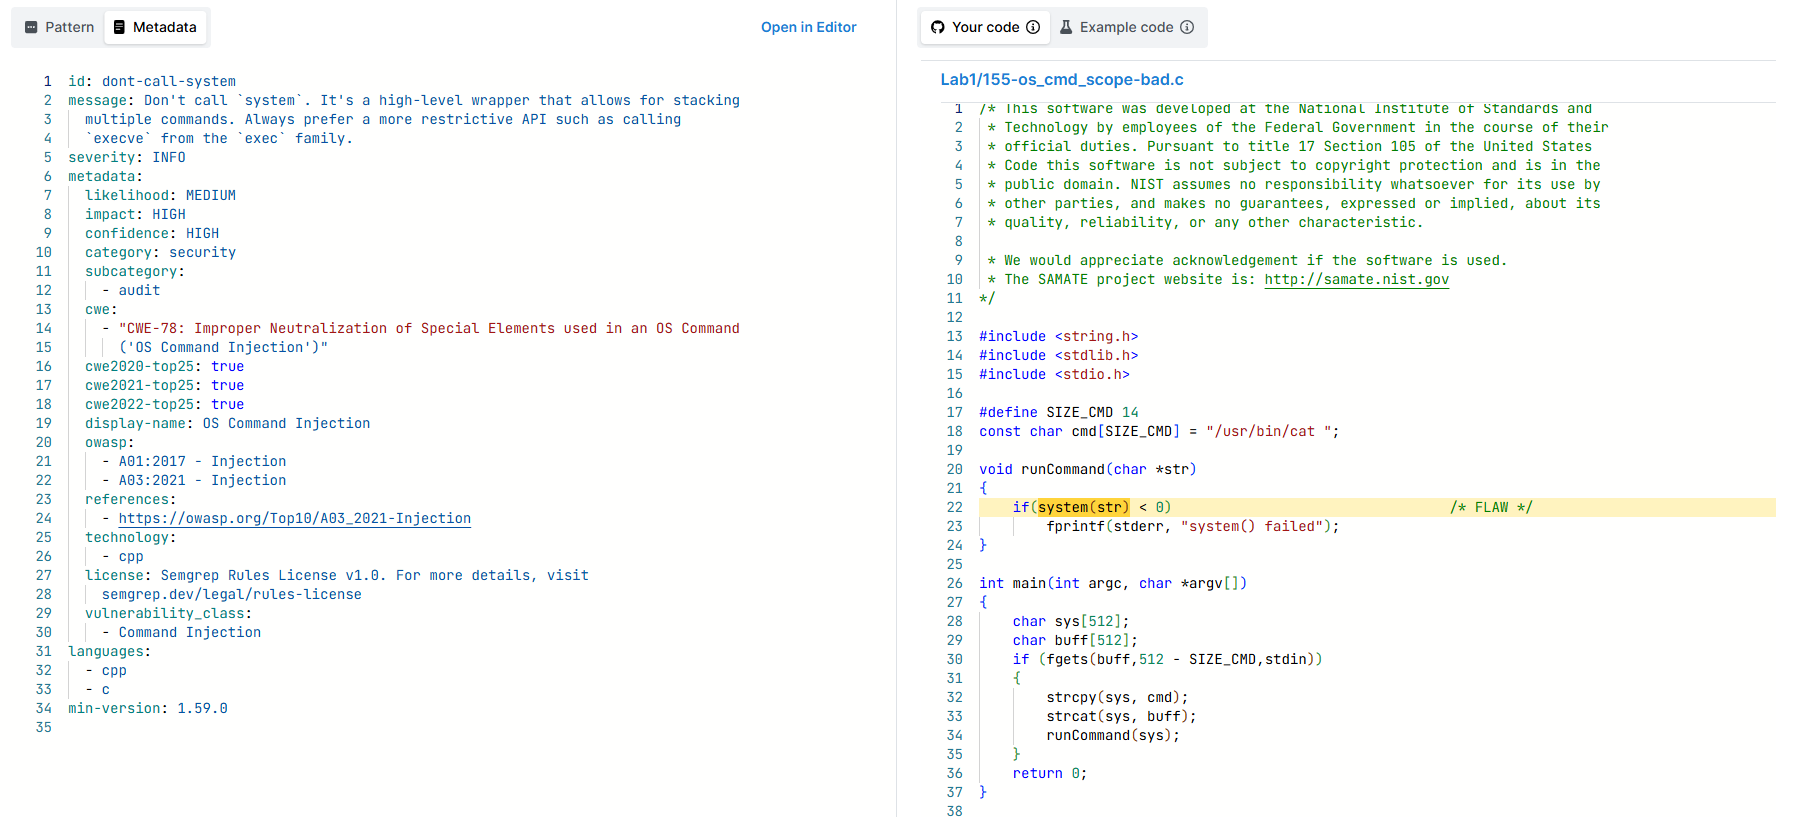 Pattern Metadata Open in Editor
1 id: dont-call-system
2 message: Don't call `system`. It's a high-level wrapper that allows for stacking
3 multiple commands. Always prefer a more restrictive API such as calling
4 `execve` from the `exec` family.
5 severity: INFO
6 metadata:
7 likelihood: MEDIUM
8 impact: HIGH
9 confidence: HIGH
10 category: security
11 subcategory:
12 - audit
13 cwe:
14 - "CWE-78: Improper Neutralization of Special Elements used in an OS Command
15 ('OS Command Injection')"
16 cwe2020-top25: true
17 cwe2021-top25: true
18 cwe2022-top25: true
19 display-name: OS Command Injection
20 owasp:
21 - A01:2017 - Injection
22 - A03:2021 - Injection
23 references:
24 - https://owasp.org/Top10/A03_2021-Injection
25 technology:
26 - cpp
27 license: Semgrep Rules License v1.0. For more details, visit
28 semgrep.dev/legal/rules-license
29 vulnerability_class:
30 - Command Injection
31 languages:
32 - cpp
33 - c
34 min-version: 1.59.0
35
Your code Example code
Lab1/155-os_cmd_scope-bad.c
1 /* This software was developed at the National Institute of Standards and
2 * Technology by employees of the Federal Government in the course of their
3 * official duties. Pursuant to title 17 Section 105 of the United States
4 * Code this software is not subject to copyright protection and is in the
5 * public domain. NIST assumes no responsibility whatsoever for its use by
6 * other parties, and makes no guarantees, expressed or implied, about its
7 * quality, reliability, or any other characteristic.
8
9 * We would appreciate acknowledgement if the software is used.
10 * The SAMATE project website is: http://samate.nist.gov
11 */
12
13 #include <string.h>
14 #include <stdlib.h>
15 #include <stdio.h>
16
17 #define SIZE_CMD 14
18 const char cmd[SIZE_CMD] = "/usr/bin/cat ";
19
20 void runCommand(char *str)
21 {
22 if(system(str) < 0) /* FLAW */
23 fprintf(stderr, "system() failed");
24 }
25
26 int main(int argc, char *argv[])
27 {
28 char sys[512];
29 char buff[512];
30 if (fgets(buff,512 - SIZE_CMD,stdin))
31 {
32 strcpy(sys, cmd);
33 strcat(sys, buff);
34 runCommand(sys);
35 }
36 return 0;
37 }
38